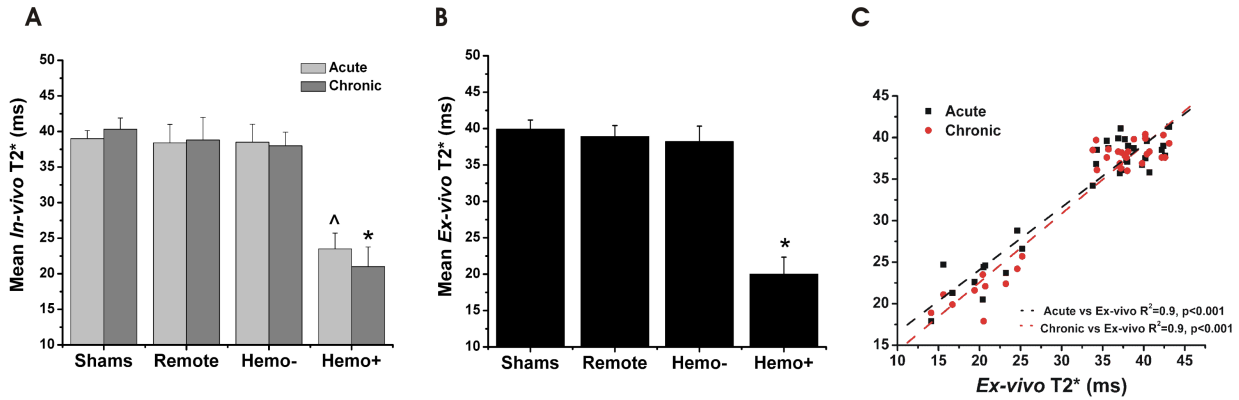 A
B
C
Mean In-vivo T2* (ms)
50
45
40
35
30
25
20
15
10
Acute
Chronic
^
*
Shams
Remote
Hemo-
Hemo+
Mean Ex-vivo T2* (ms)
50
45
40
35
30
25
20
15
10
*
Shams
Remote
Hemo-
Hemo+
45
40
35
30
25
20
15
Acute
Chronic
Acute vs Ex-vivo R²=0.9, p<0.001
Chronic vs Ex-vivo R²=0.9, p<0.001
10 15 20 25 30 35 40 45
Ex-vivo T2* (ms)